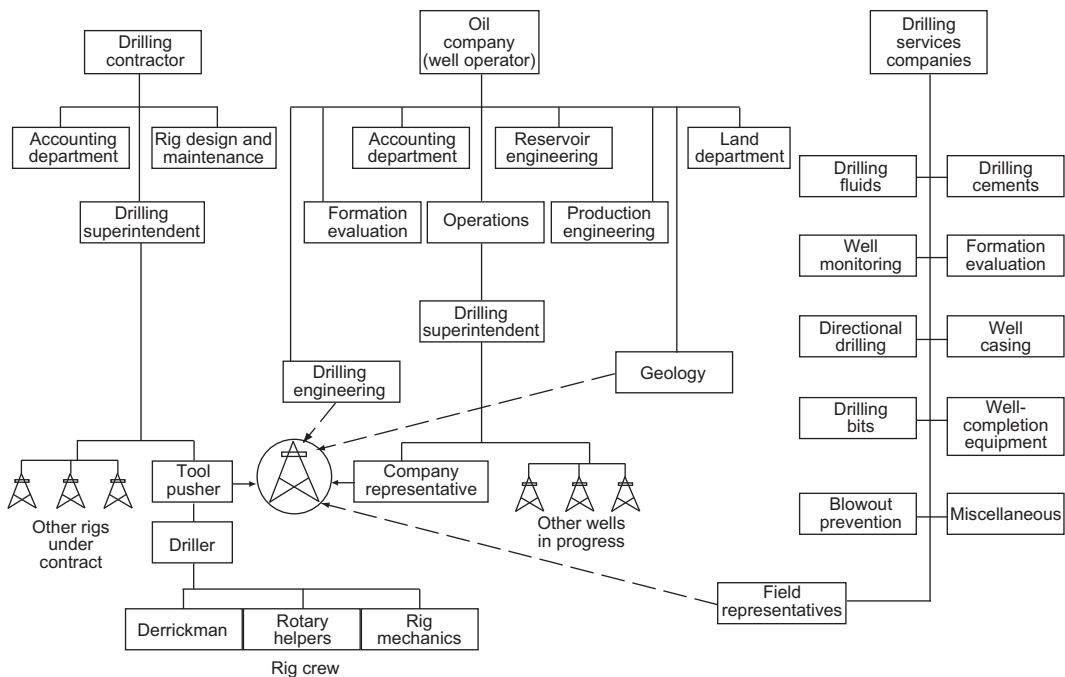 Drilling
contractor
Oil
company
(well operator)
Drilling
services
companies
Accounting
department
Rig design and
maintenance
Accounting
department
Reservoir
engineering
Land
department
Drilling
fluids
Drilling
cements
Drilling
superintendent
Formation
evaluation
Operations
Production
engineering
Well
monitoring
Formation
evaluation
Drilling
superintendent
Directional
drilling
Well
casing
Drilling
engineering
Geology
Drilling
bits
Well-
completion
equipment
Tool
pusher
Company
representative
Other rigs
under
contract
Other wells
in progress
Blowout
prevention
Miscellaneous
Driller
Field
representatives
Derrickman
Rotary
helpers
Rig
mechanics
Rig crew